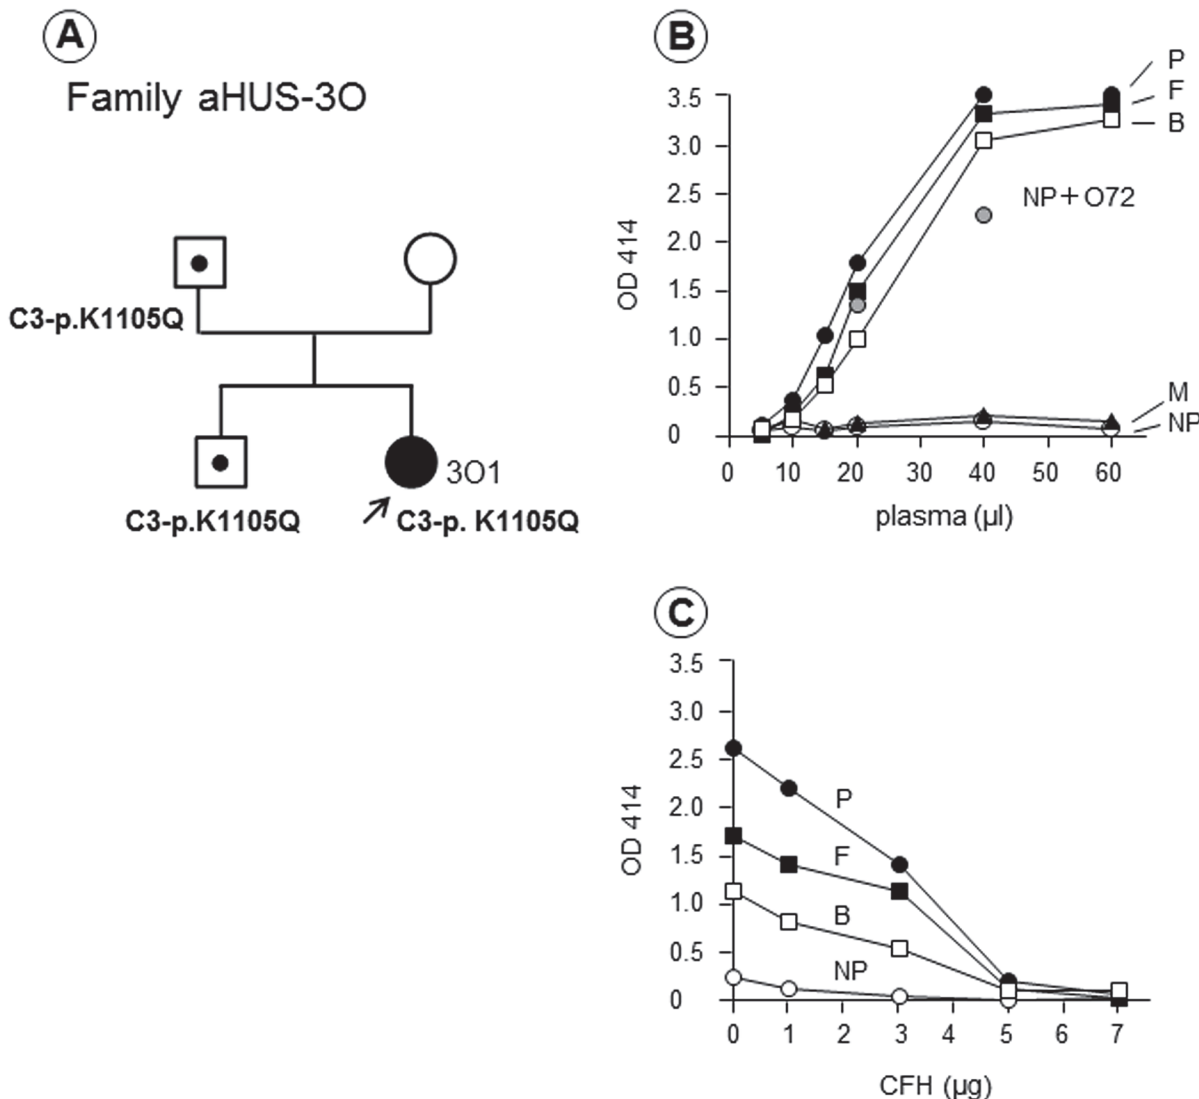 A
Family aHUS-3O
C3-p.K1105Q
3O1
C3-p.K1105Q
C3-p. K1105Q
B
P
F
B
3.5
3.0
2.5
2.0
1.5
1.0
0.5
0
OD 414
NP+O72
M
NP
0 10 20 30 40 50 60
plasma (µl)
C
3.5
3.0
2.5
2.0
1.5
1.0
0.5
0
OD 414
P
F
B
NP
0 1 2 3 4 5 6 7
CFH (µg)